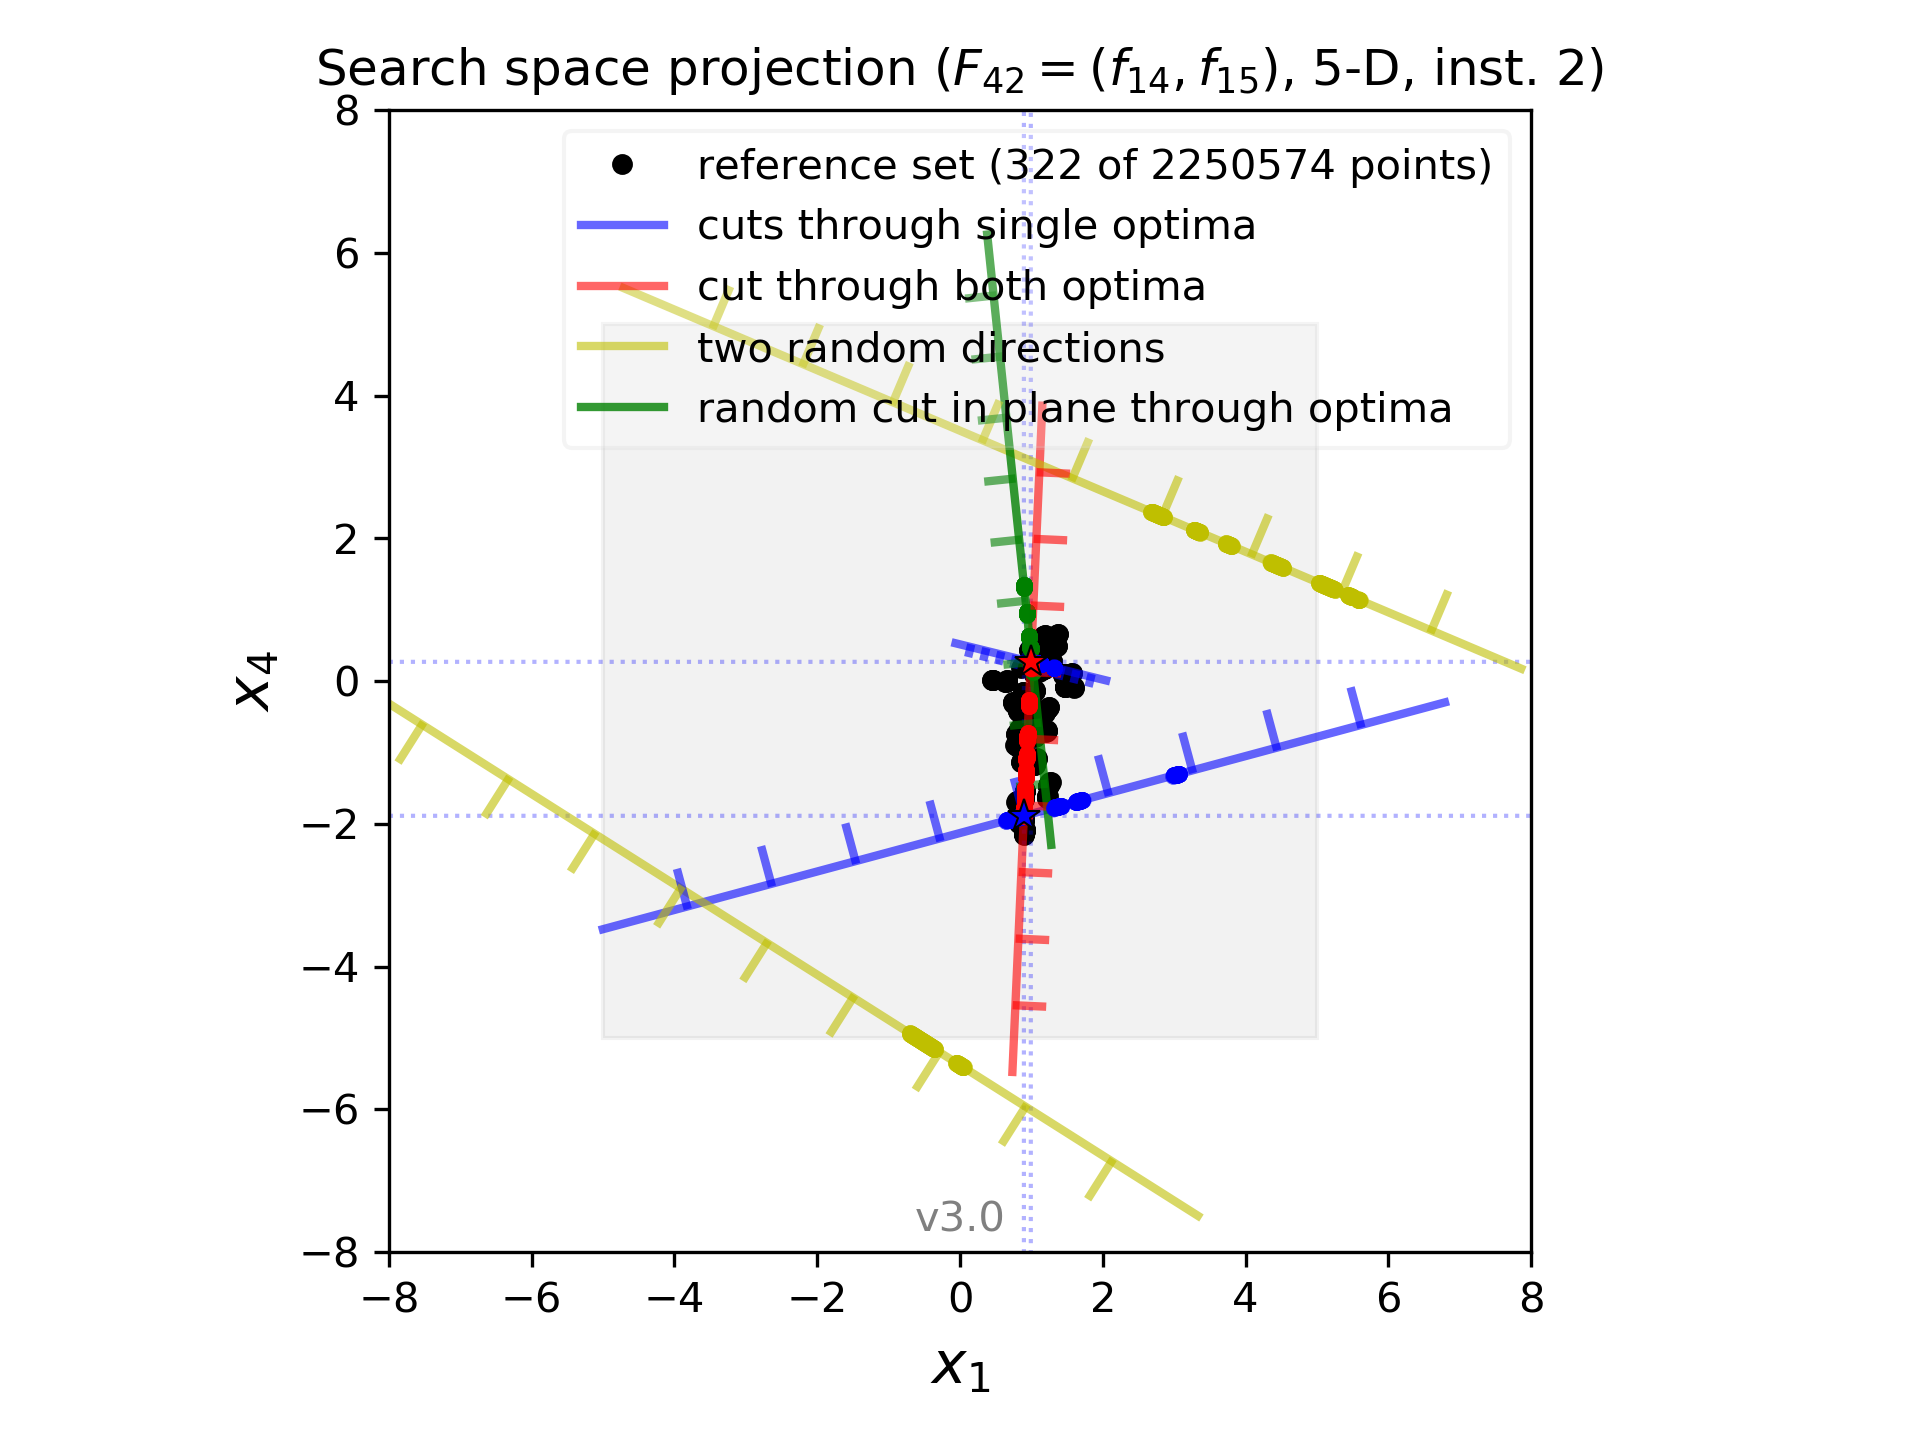 Search space projection (F42 = (f14, f15), 5-D, inst. 2)
8
reference set (322 of 2250574 points)
cuts through single optima
6
cut through both optima
two random directions
4
random cut in plane through optima
2
x4
0
−2
−4
−6
v3.0
−8
−8 −6 −4 −2 0 2 4 6 8
x1